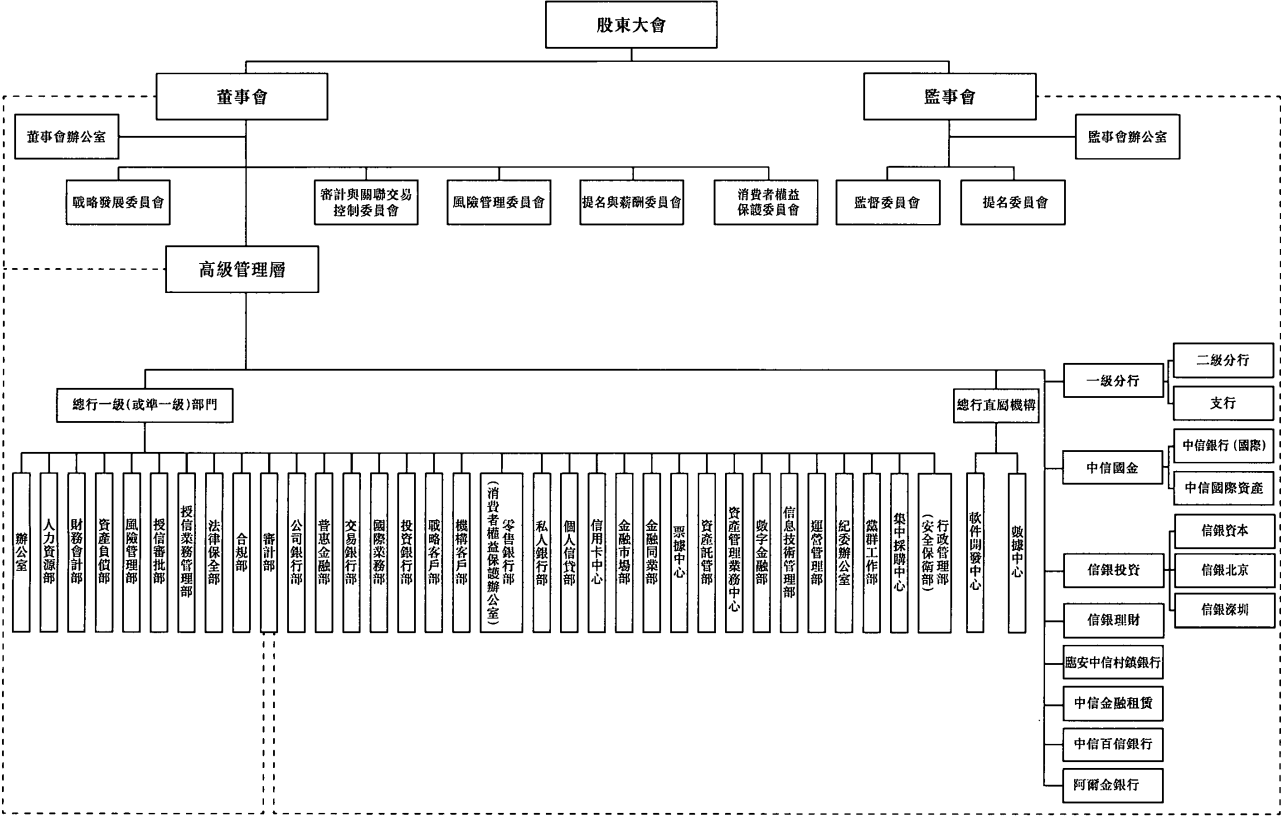 股東大會
董事會
監事會
董事會辦公室
監事會辦公室
戰略發展委員會
審計與關聯交易
控制委員會
風險管理委員會
提名與薪酬委員會
消費者權益
保護委員會
監督委員會
提名委員會
高級管理層
總行一級(或準一級)部門
總行直屬機構
一級分行
二級分行
支行
中信國金
中信銀行(國際)
中信國際資產
信銀投資
信銀資本
信銀北京
信銀深圳
信銀理財
臨安中信村鎮銀行
中信金融租賃
中信百信銀行
阿爾金銀行
辦公室
人力資源部
財務會計部
資產負債部
風險管理部
授信審批部
授信業務管理部
法律保全部
合規部
審計部
公司銀行部
普惠金融部
交易銀行部
國際業務部
投資銀行部
戰略客戶部
機構客戶部
零售銀行部
(消費者權益保護辦公室)
私人銀行部
個人信貸部
信用卡中心
金融市場部
金融同業部
票據中心
資產託管部
資產管理業務中心
數字金融部
信息技術管理部
運營管理部
紀委辦公室
黨群工作部
集中採購中心
行政管理部
(安全保衛部)
軟件開發中心
數據中心